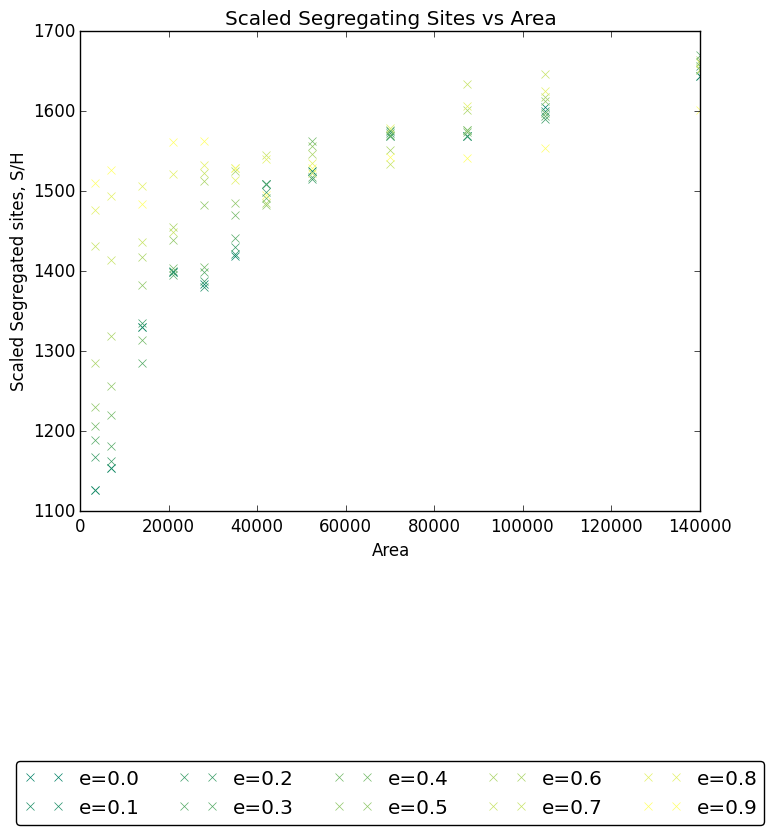 Scaled Segregating Sites vs Area
1700
1600
1500
1400
1300
1200
1100
Scaled Segregated sites, S/H
0 20000 40000 60000 80000 100000 120000 140000
Area
e=0.0 e=0.2 e=0.4 e=0.6 e=0.8
e=0.1 e=0.3 e=0.5 e=0.7 e=0.9